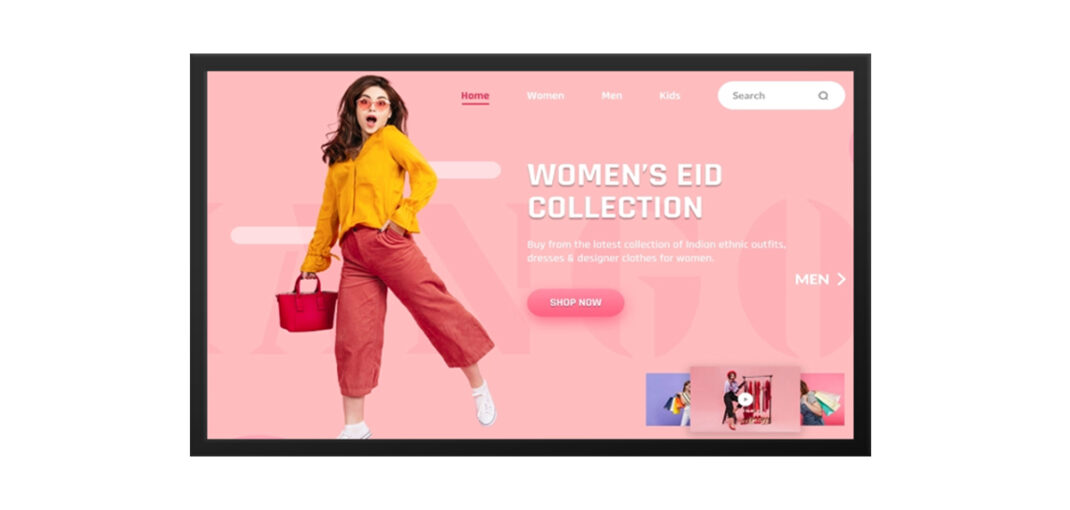 Home Women Men Kids Search
WOMEN'S EID
COLLECTION
Buy from the latest collection of Indian ethnic outfits,
dresses & designer clothes for women.
MEN
SHOP NOW